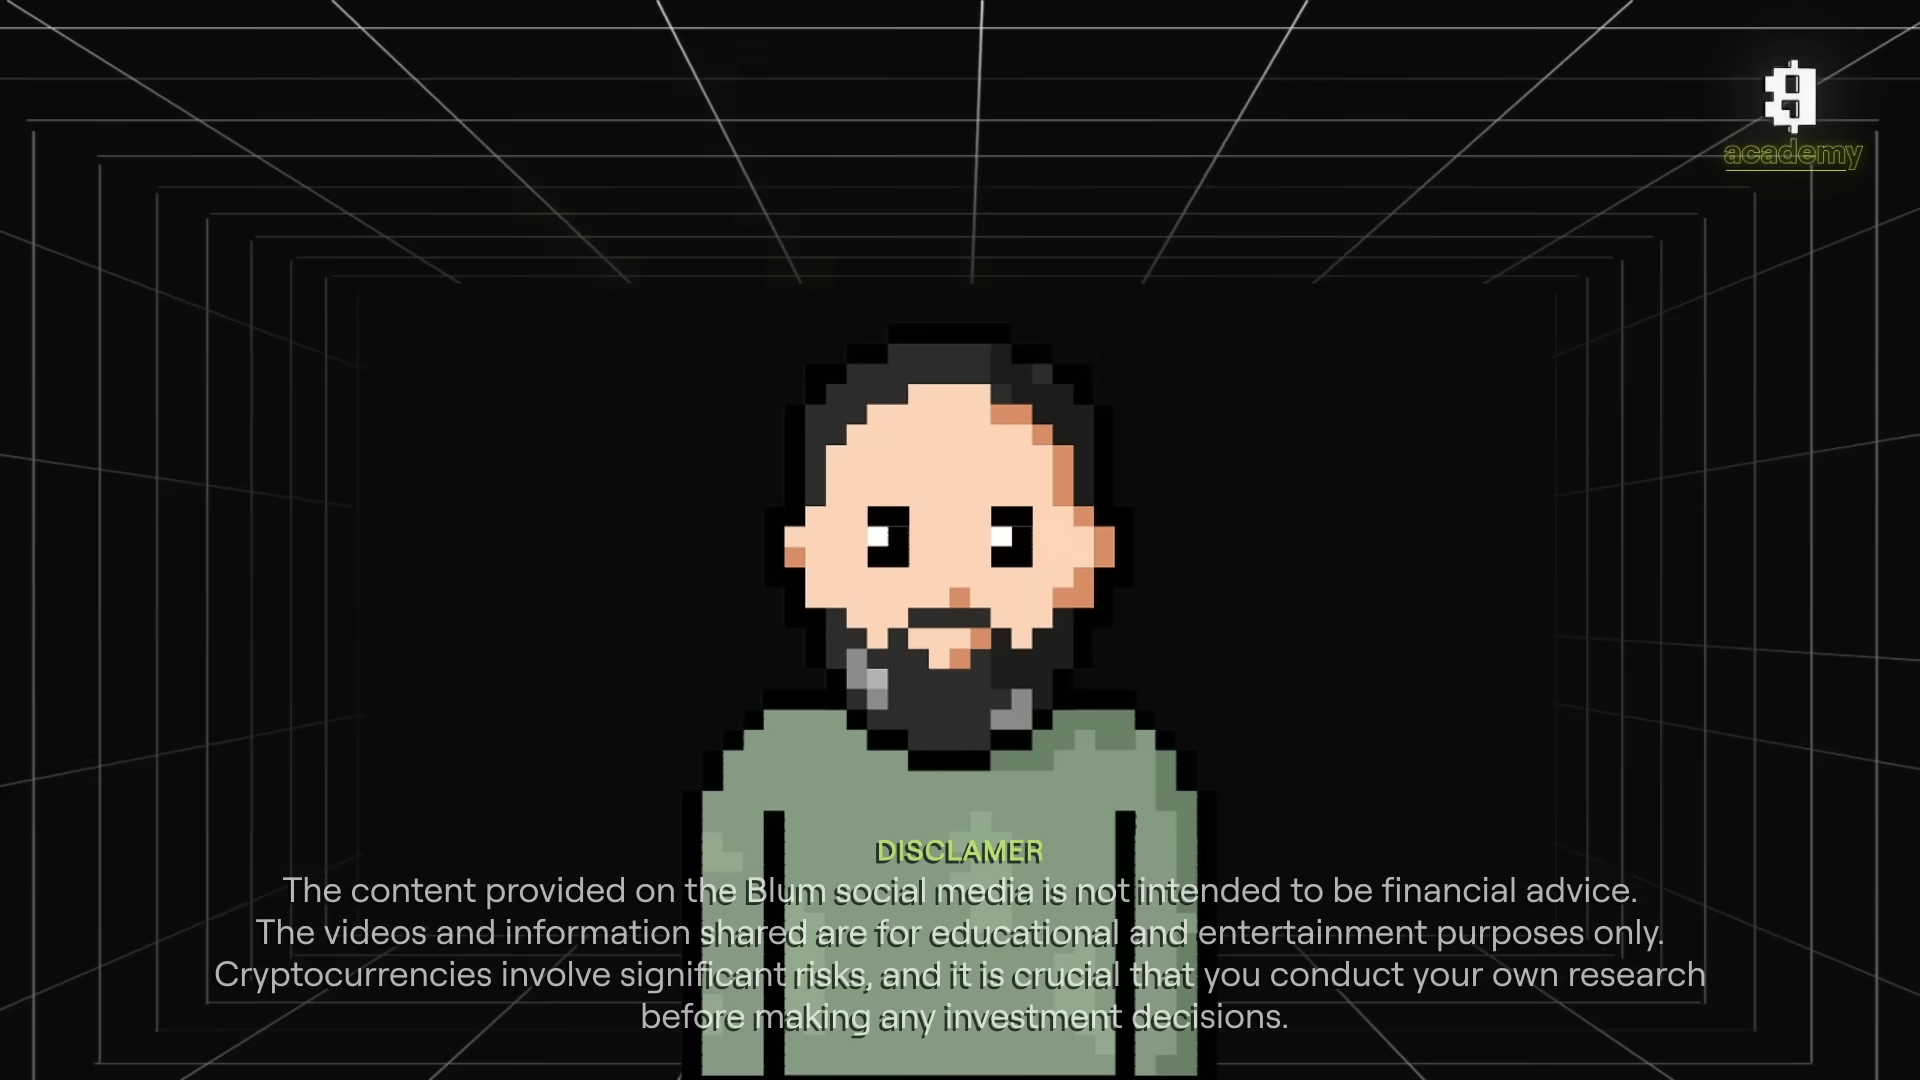 academy
DISCLAMER
The content provided on the Blum social media is not intended to be financial advice.
The videos and information shared are for educational and entertainment purposes only.
Cryptocurrencies involve significant risks, and it is crucial that you conduct your own research
before making any investment decisions.